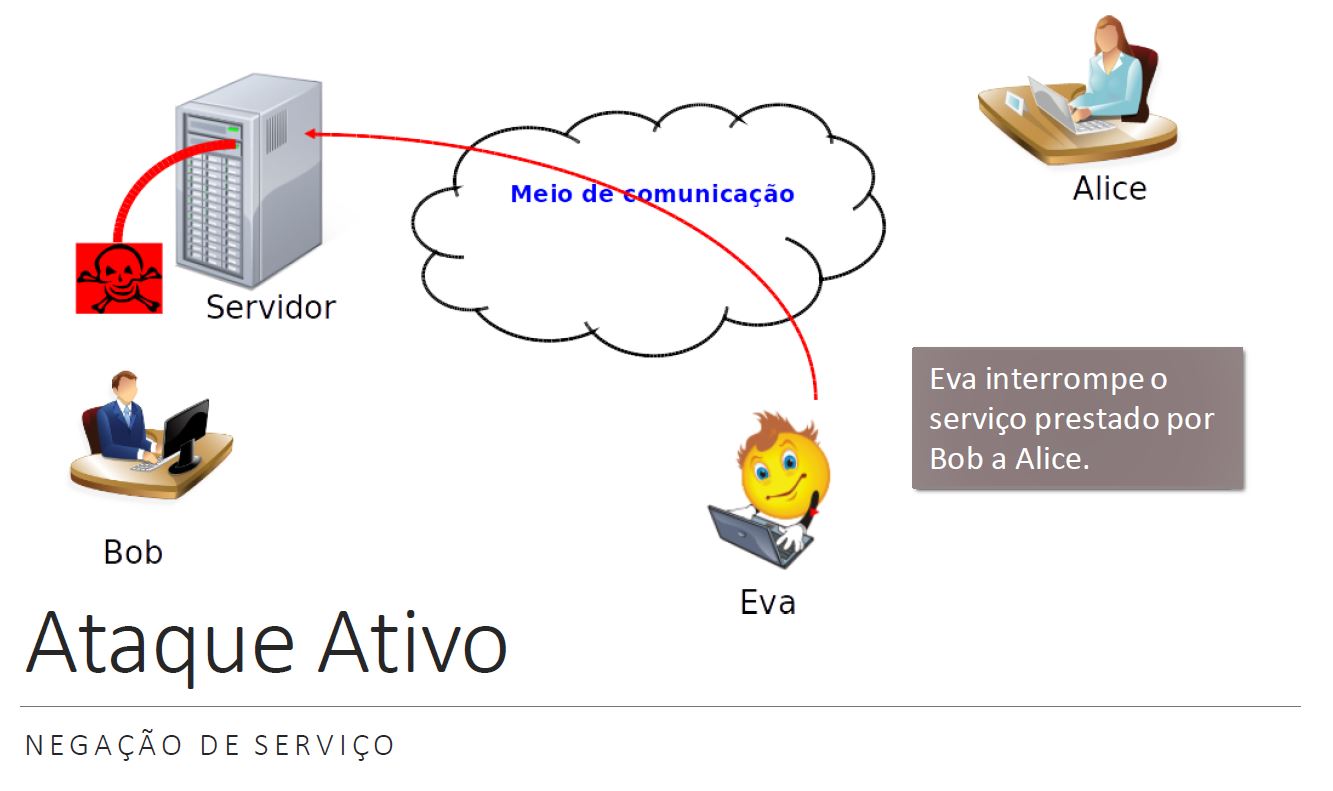 Meio de comunicação
Alice
Servidor
Eva interrompe o
serviço prestado por
Bob a Alice.
Bob
Eva
Ataque Ativo
NEGAÇÃO DE SERVIÇO